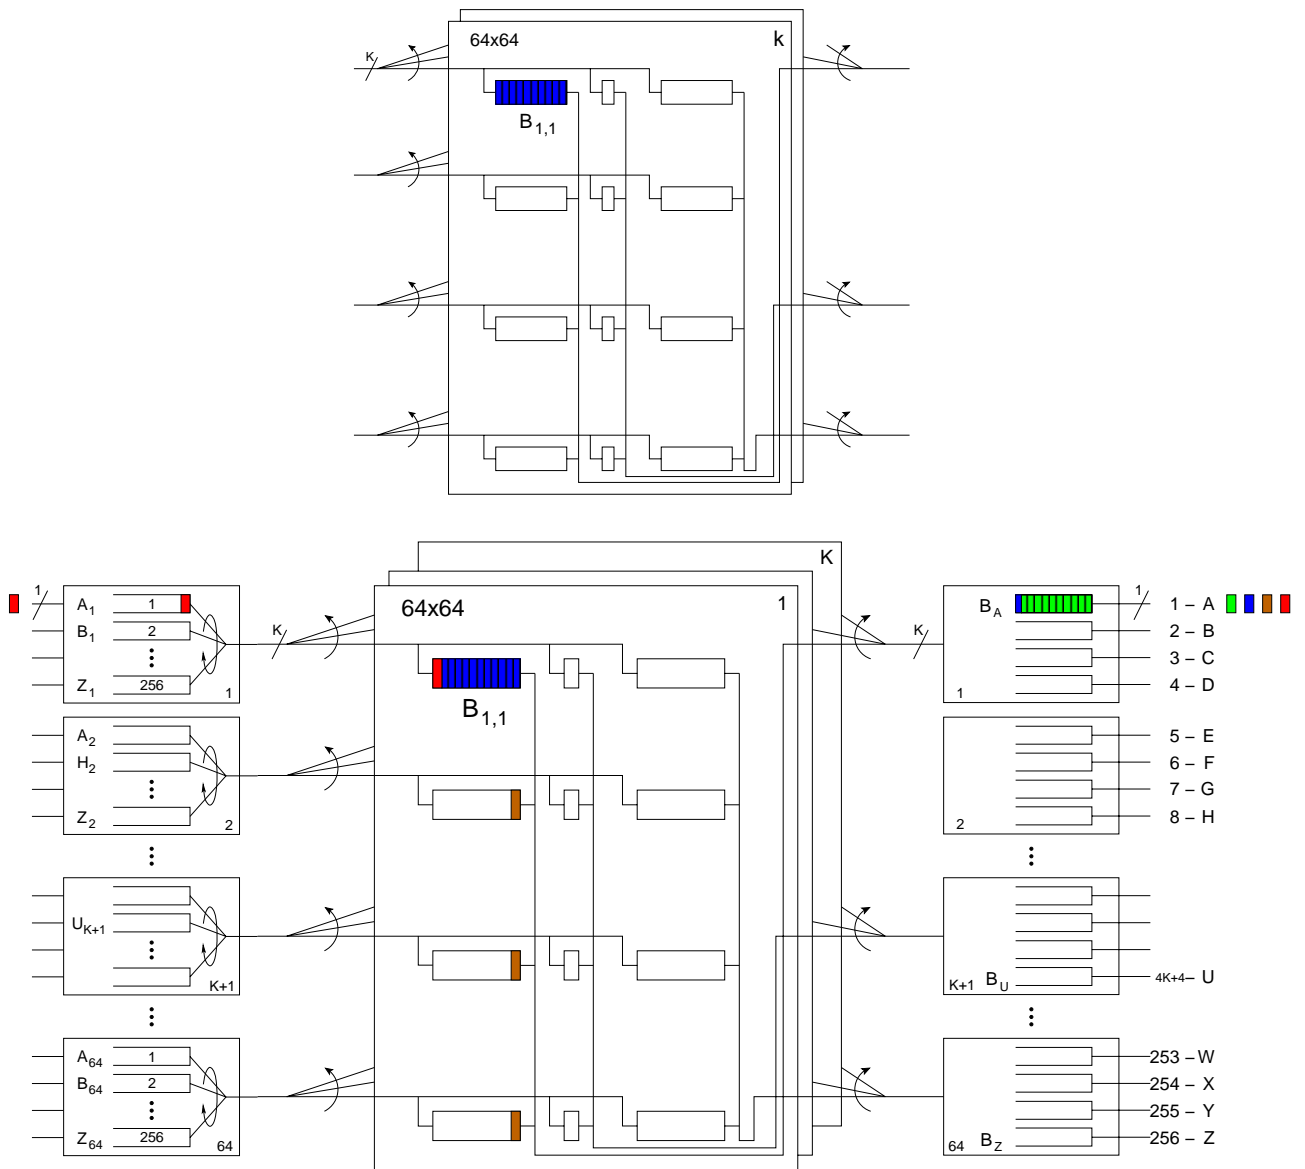 64x64 k
K
B1,1
K
64x64 1
1 A1 1
B1 2
Z1 256
1
K
B1,1
K
BA 1
1 – A
2 – B
3 – C
4 – D
1
A2
H2
Z2
2
5 – E
6 – F
7 – G
8 – H
2
UK+1
K+1
K+1 BU
4K+4 – U
A64 1
B64 2
Z64 256
64
253 – W
254 – X
255 – Y
256 – Z
64 BZ